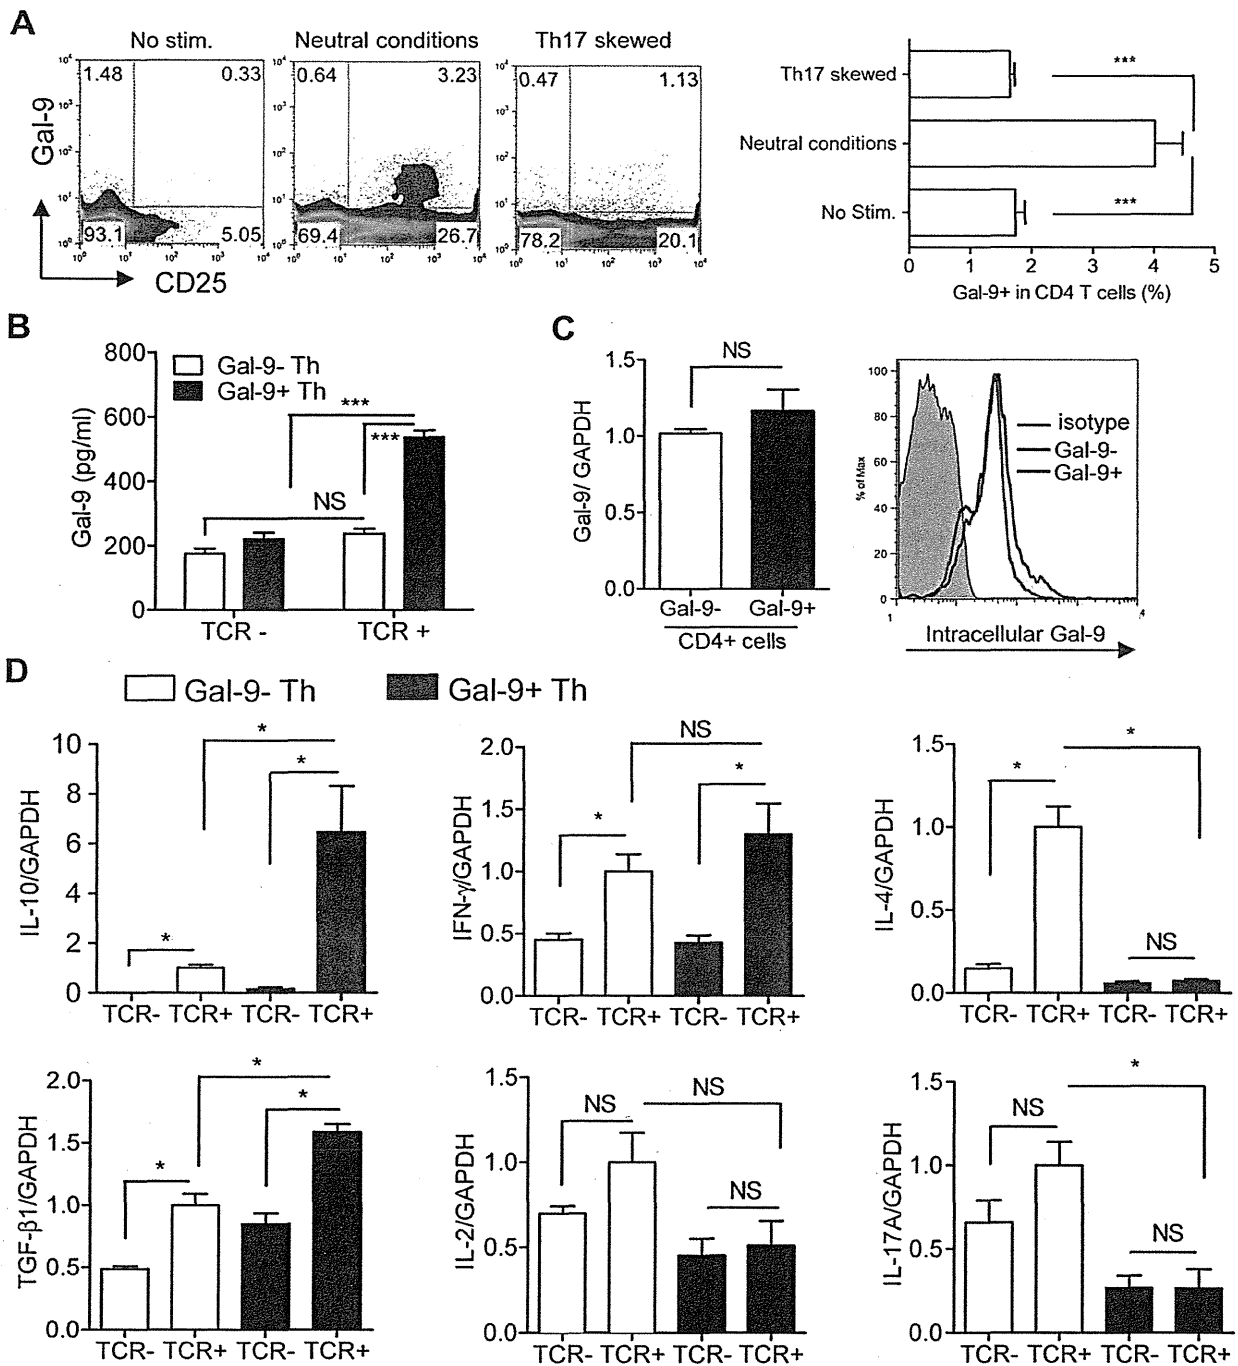 A
No stim.
Neutral conditions
Th17 skewed
1.48
0.33
0.64
3.23
0.47
1.13
93.1
5.05
69.4
26.7
78.2
20.1
Gal-9
CD25
Th17 skewed
Neutral conditions
No Stim.
***
***
0 1 2 3 4 5
Gal-9+ in CD4 T cells (%)
B
800
600
400
200
0
Gal-9 (pg/ml)
Gal-9- Th
Gal-9+ Th
***
***
NS
TCR -
TCR +
C
1.5
1.0
0.5
0.0
Gal-9/ GAPDH
NS
Gal-9-
Gal-9+
CD4+ cells
100
80
60
40
20
0
% of Max
isotype
Gal-9-
Gal-9+
Intracellular Gal-9
D
Gal-9- Th
Gal-9+ Th
10
8
6
4
2
0
IL-10/GAPDH
*
*
*
TCR- TCR+ TCR- TCR+
2.0
1.5
1.0
0.5
0.0
IFN-γ/GAPDH
NS
*
*
TCR- TCR+ TCR- TCR+
1.5
1.0
0.5
0.0
IL-4/GAPDH
*
*
NS
TCR- TCR+ TCR- TCR+
2.0
1.5
1.0
0.5
0.0
TGF-β1/GAPDH
*
*
*
TCR- TCR+ TCR- TCR+
1.5
1.0
0.5
0.0
IL-2/GAPDH
NS
NS
NS
TCR- TCR+ TCR- TCR+
1.5
1.0
0.5
0.0
IL-17A/GAPDH
*
NS
NS
TCR- TCR+ TCR- TCR+